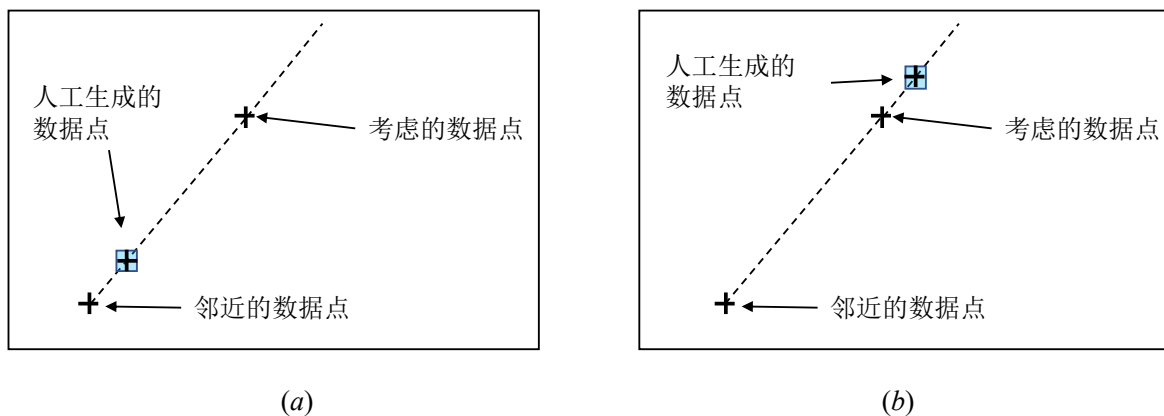 人工生成的
数据点
考虑的数据点
邻近的数据点
(a)
人工生成的
数据点
考虑的数据点
邻近的数据点
(b)